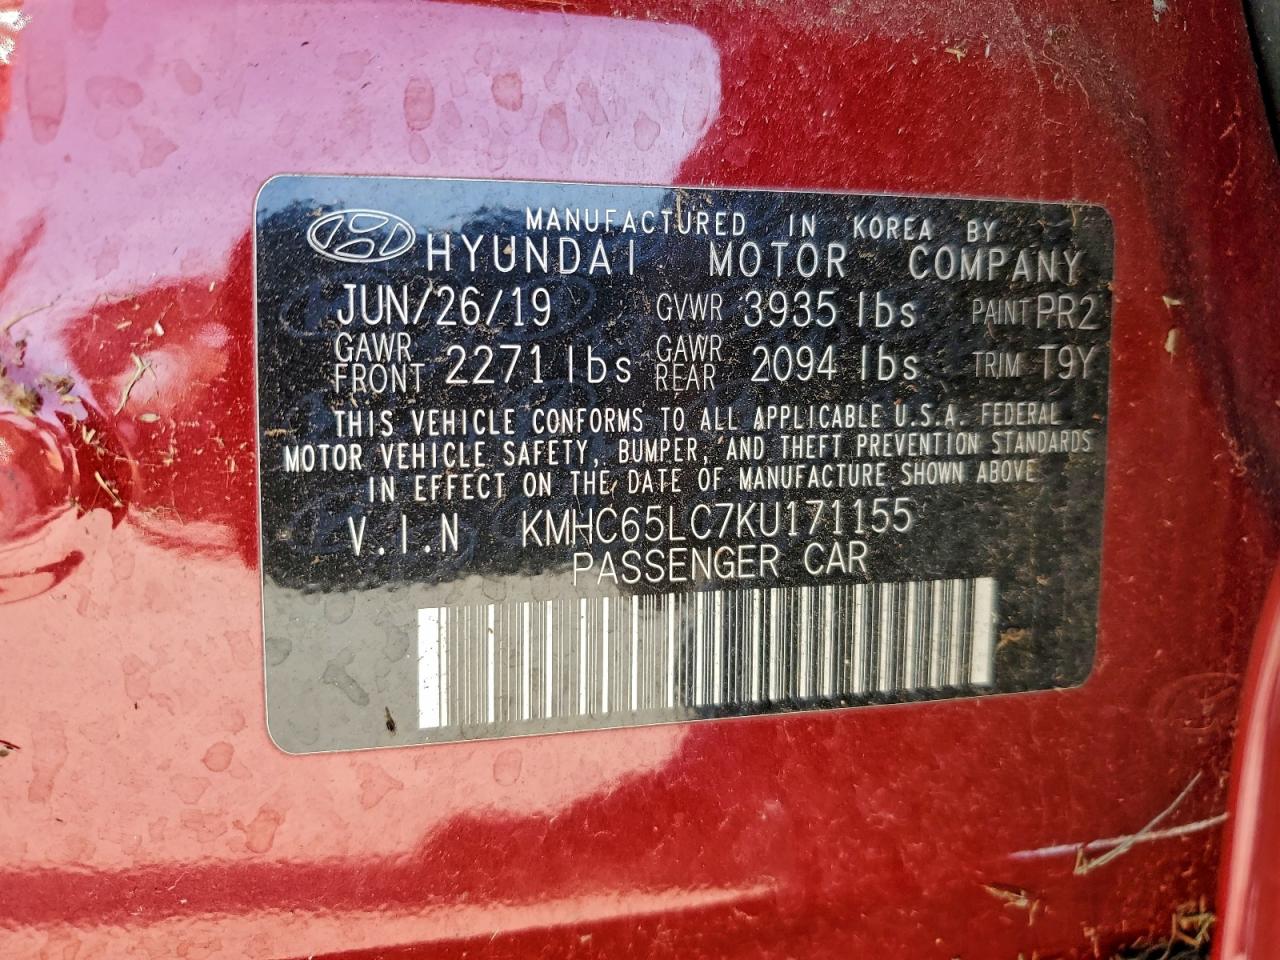 MANUFACTURED IN KOREA BY
HYUNDAI MOTOR COMPANY
JUN/26/19 GVWR 3935 lbs PAINT PR2
GAWR FRONT 2271 lbs GAWR REAR 2094 lbs TRIM T9Y
THIS VEHICLE CONFORMS TO ALL APPLICABLE U.S.A. FEDERAL
MOTOR VEHICLE SAFETY, BUMPER, AND THEFT PREVENTION STANDARDS
IN EFFECT ON THE DATE OF MANUFACTURE SHOWN ABOVE
V.I.N KMHC65LC7KU171155
PASSENGER CAR